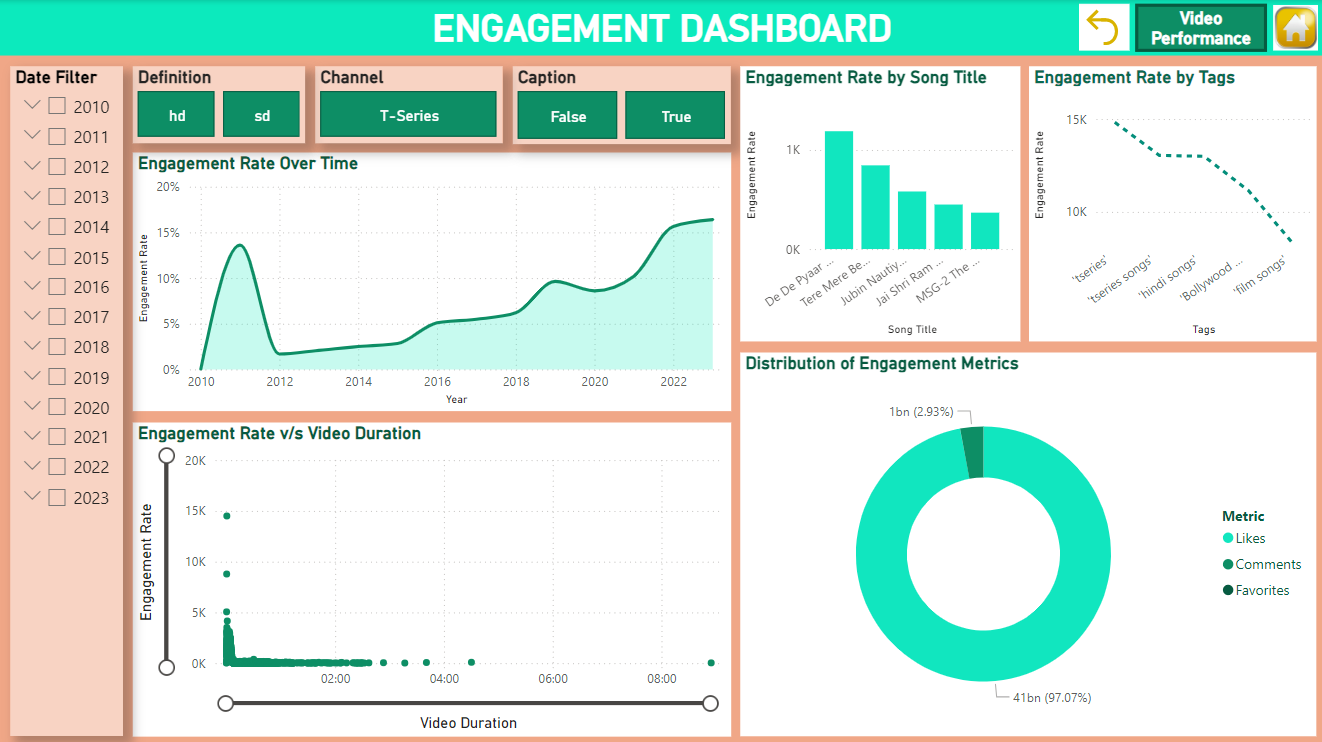 ENGAGEMENT DASHBOARD
Video
Performance
Date Filter
2010
2011
2012
2013
2014
2015
2016
2017
2018
2019
2020
2021
2022
2023
Definition
hd
sd
Channel
T-Series
Caption
False
True
Engagement Rate Over Time
20%
15%
10%
5%
0%
Engagement Rate
2010
2012
2014
2016
2018
2020
2022
Year
Engagement Rate v/s Video Duration
20K
15K
10K
5K
0K
Engagement Rate
02:00
04:00
06:00
08:00
Video Duration
Engagement Rate by Song Title
1K
0K
Engagement Rate
De De Pyaar ...
Tere Mere Be...
Jubin Nautiy...
Jai Shri Ram ...
MSG-2 The ...
Song Title
Engagement Rate by Tags
15K
10K
Engagement Rate
'tseries'
'tseries songs'
'hindi songs'
'Bollywood ...
'film songs'
Tags
Distribution of Engagement Metrics
1bn (2.93%)
41bn (97.07%)
Metric
Likes
Comments
Favorites